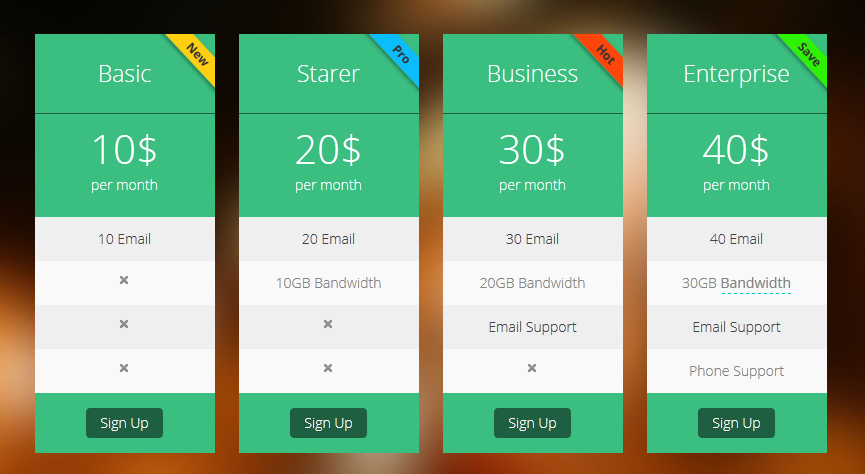 Basic
New
10$
per month
10 Email
×
×
×
Sign Up
Starer
Pro
20$
per month
20 Email
10GB Bandwidth
×
×
Sign Up
Business
Hot
30$
per month
30 Email
20GB Bandwidth
Email Support
×
Sign Up
Enterprise
Save
40$
per month
40 Email
30GB Bandwidth
Email Support
Phone Support
Sign Up